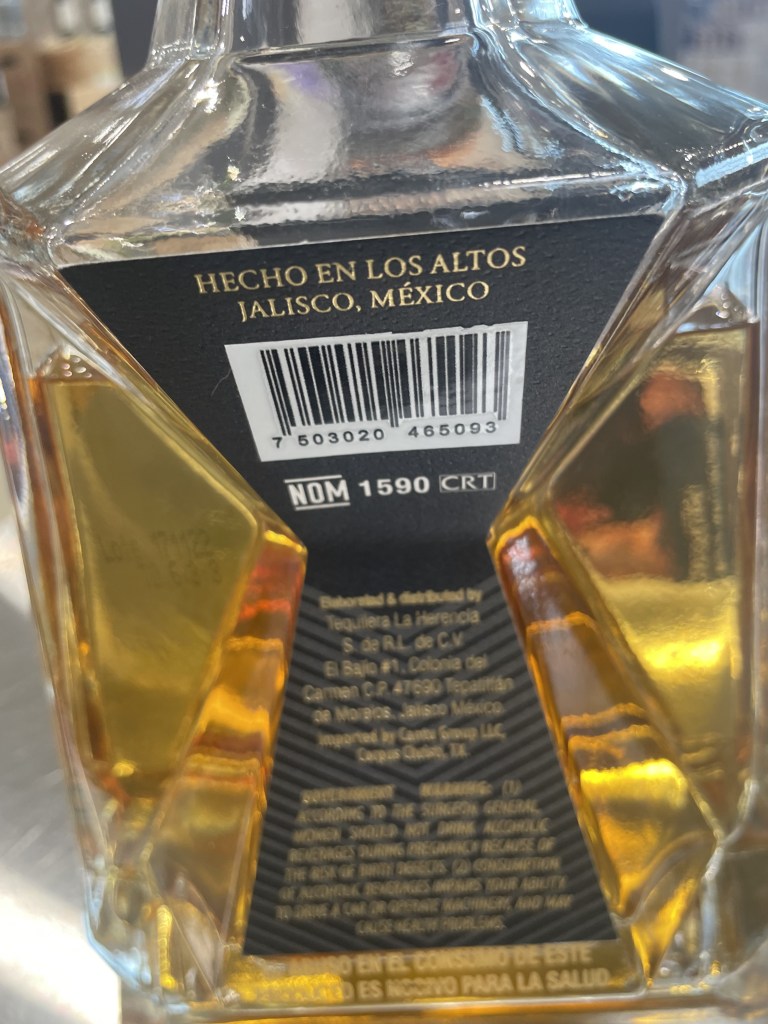 HECHO EN LOS ALTOS
JALISCO, MÉXICO
7 503020 465093
NOM 1590 CRT
Elaborated & distributed by
Tequilera La Herencia
S. de R.L. de C.V.
El Bajio #1, Colonia del
Carmen C.P. 47690 Tepatitlán
de Morelos, Jalisco México.
Imported by Group LLC,
Corpus Christi, TX.
GOVERNMENT WARNING: (1)
ACCORDING TO THE SURGEON GENERAL,
WOMEN SHOULD NOT DRINK ALCOHOLIC
BEVERAGES DURING PREGNANCY BECAUSE OF
THE RISK OF BIRTH DEFECTS. (2) CONSUMPTION
OF ALCOHOLIC BEVERAGES IMPAIRS YOUR ABILITY
TO DRIVE A CAR OR OPERATE MACHINERY, AND MAY
CAUSE HEALTH PROBLEMS.
EN EL CONSUMO DE ESTE
ES NOCIVO PARA LA SALUD